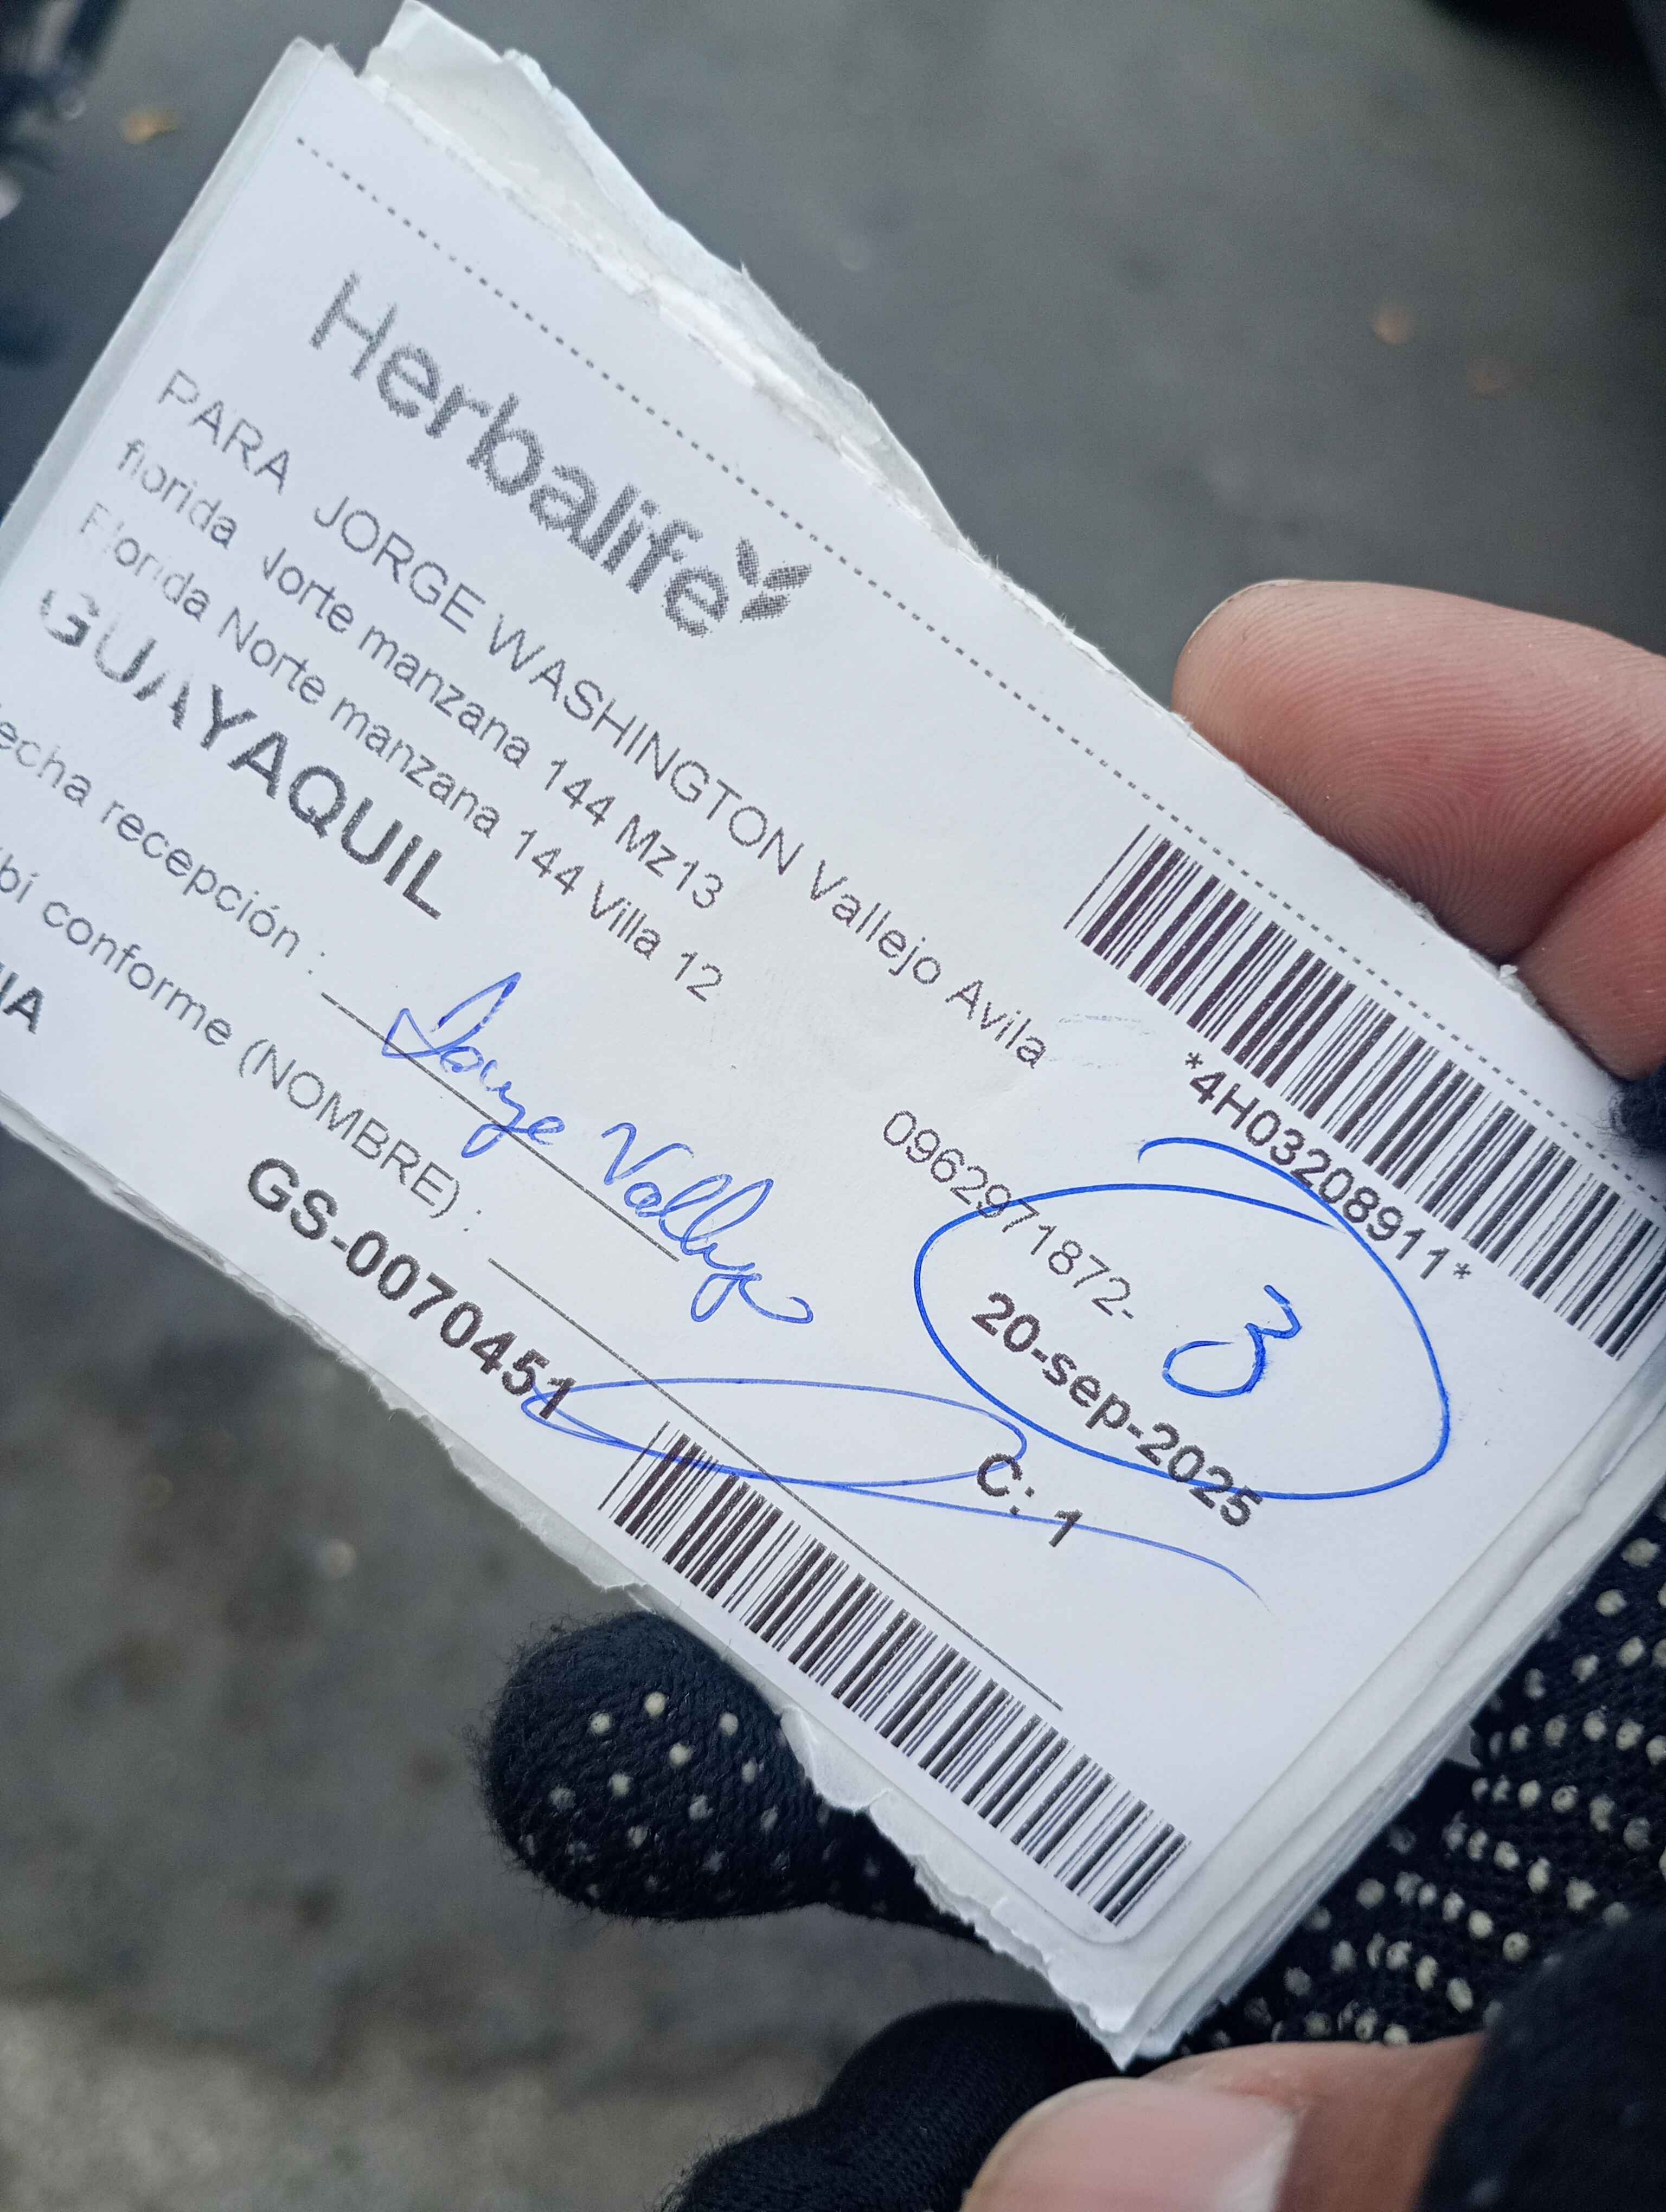 Herbalife
*4H03208911*
PARA JORGE WASHINGTON Vallejo Avila
florida Norte manzana 144 Mz13
0962971872-
Florida Norte manzana 144 Villa 12
3
GUAYAQUIL
20-sep-2025
echa recepción :
Jorge Vallejo
C: 1
bí conforme (NOMBRE) :
GS-0070451